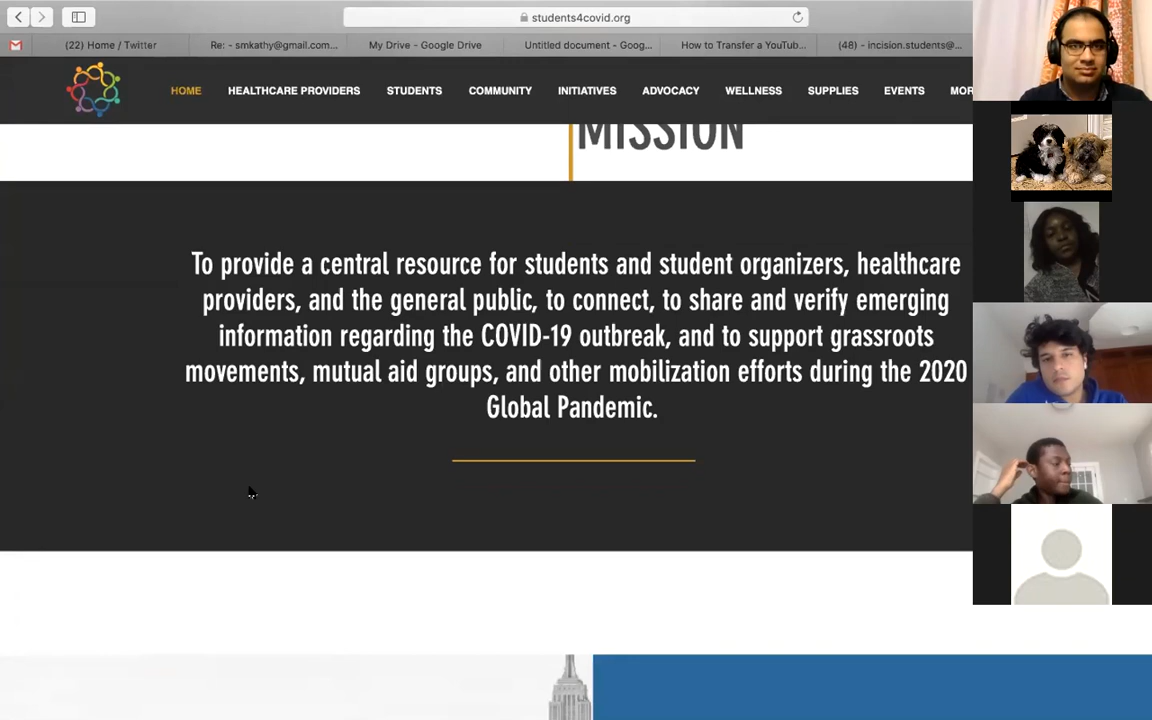 students4covid.org
(22) Home / Twitter
Re: - smkathy@gmail.com...
My Drive - Google Drive
Untitled document - Goog...
How to Transfer a YouTub...
(48) - incision.students@...
HOME
HEALTHCARE PROVIDERS
STUDENTS
COMMUNITY
INITIATIVES
ADVOCACY
WELLNESS
SUPPLIES
EVENTS
MOR
MISSION
To provide a central resource for students and student organizers, healthcare
providers, and the general public, to connect, to share and verify emerging
information regarding the COVID-19 outbreak, and to support grassroots
movements, mutual aid groups, and other mobilization efforts during the 2020
Global Pandemic.